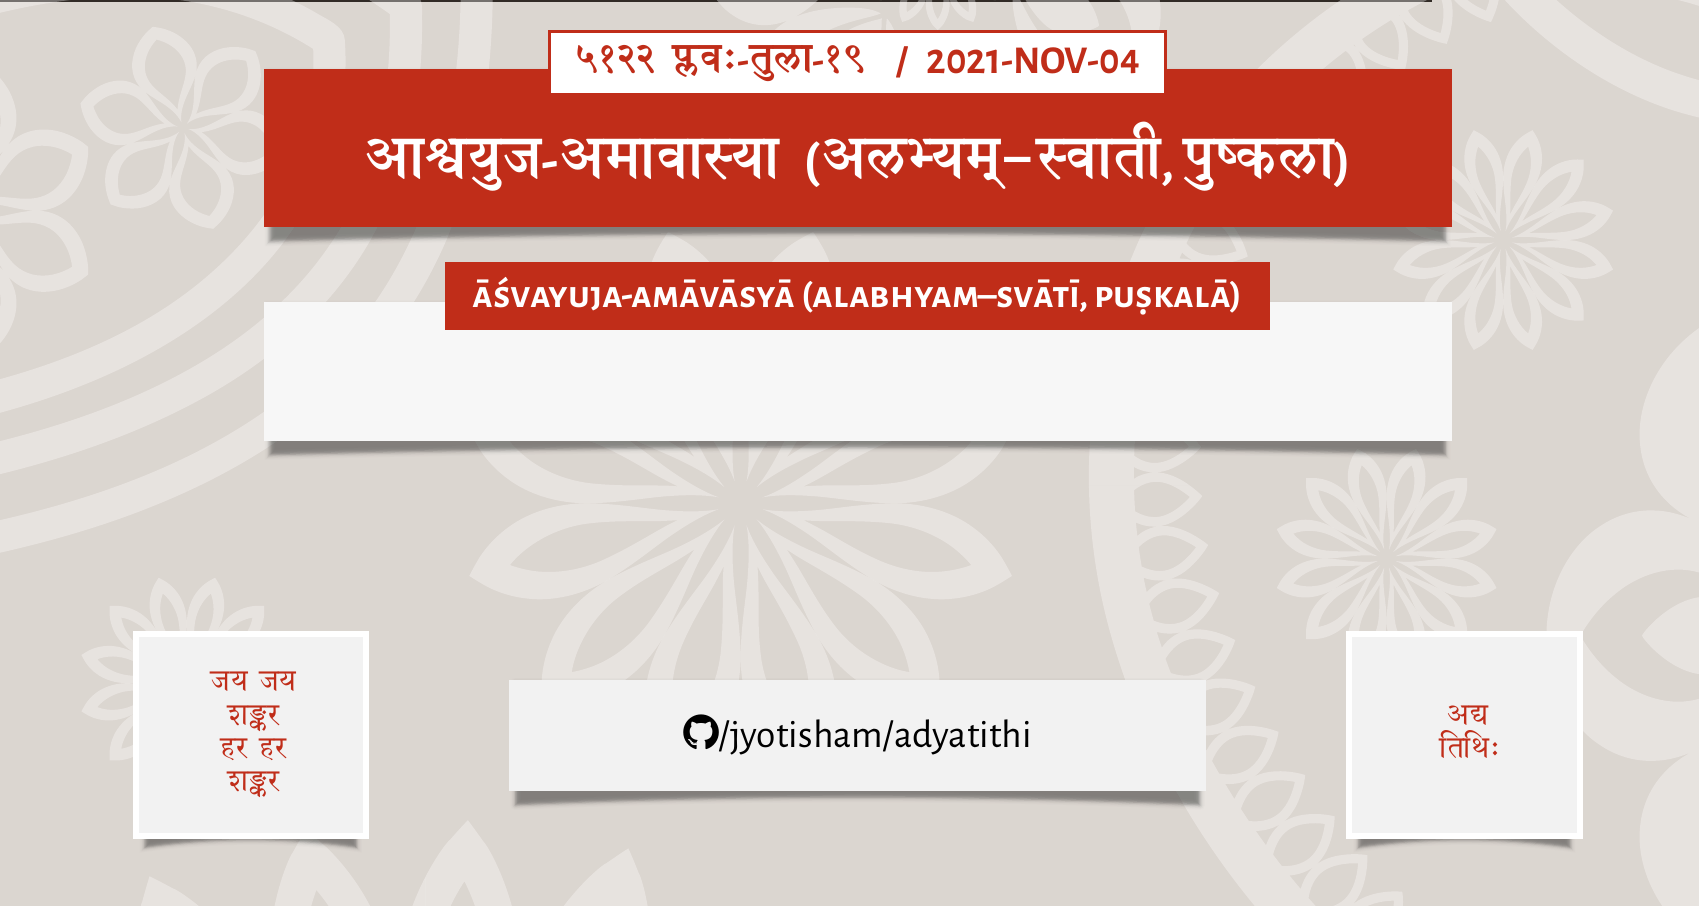 ५१२२ प्लवः-तुला-१९ / 2021-NOV-04
आश्वयुज-अमावास्या (अलभ्यम्–स्वाती, पुष्कला)
ĀŚVAYUJA-AMĀVĀSYĀ (ALABHYAM–SVĀTĪ, PUṢKALĀ)
जय जय
शङ्कर
हर हर
शङ्कर
/jyotisham/adyatithi
अद्य
तिथिः